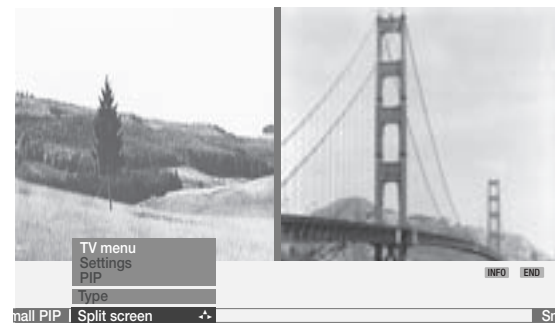 TV menu
Settings
PIP
Type
INFO END
mall PIP Split screen Sr